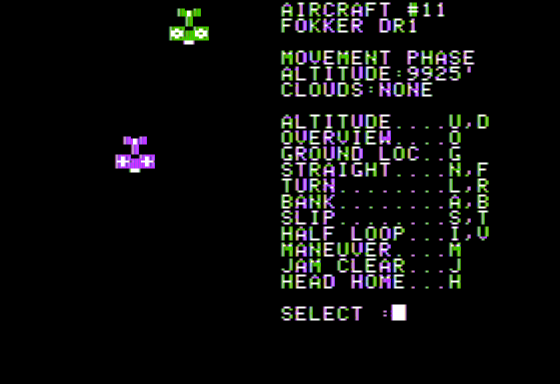 AIRCRAFT #11
FOKKER DR1
MOVEMENT PHASE
ALTITUDE:9925'
CLOUDS:NONE
ALTITUDE....U,D
OVERVIEW....O
GROUND LOC..G
STRAIGHT....N,F
TURN........L,R
BANK........A,B
SLIP........S,T
HALF LOOP...I,V
MANEUVER....M
JAM CLEAR...J
HEAD HOME...H
SELECT :